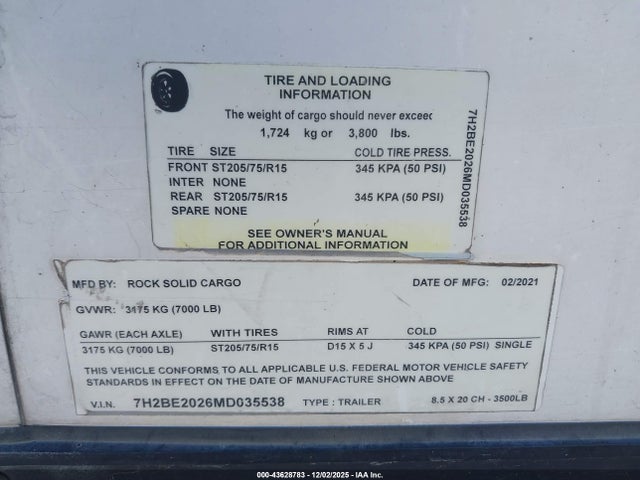 TIRE AND LOADING
INFORMATION
The weight of cargo should never exceed
1,724 kg or 3,800 lbs.
TIRE SIZE COLD TIRE PRESS.
FRONT ST205/75/R15 345 KPA (50 PSI)
INTER NONE
REAR ST205/75/R15 345 KPA (50 PSI)
SPARE NONE
SEE OWNER'S MANUAL
FOR ADDITIONAL INFORMATION
7H2BE2026MD035538
MFD BY: ROCK SOLID CARGO DATE OF MFG: 02/2021
GVWR: 3175 KG (7000 LB)
GAWR (EACH AXLE) WITH TIRES RIMS AT COLD
3175 KG (7000 LB) ST205/75/R15 D15 X 5 J 345 KPA (50 PSI) SINGLE
THIS VEHICLE CONFORMS TO ALL APPLICABLE U.S. FEDERAL MOTOR VEHICLE SAFETY
STANDARDS IN EFFECT ON THE DATE OF MANUFACTURE SHOWN ABOVE
V.I.N. 7H2BE2026MD035538 TYPE : TRAILER 8.5 X 20 CH - 3500LB
000-43628783 - 12/02/2025 - IAA Inc.